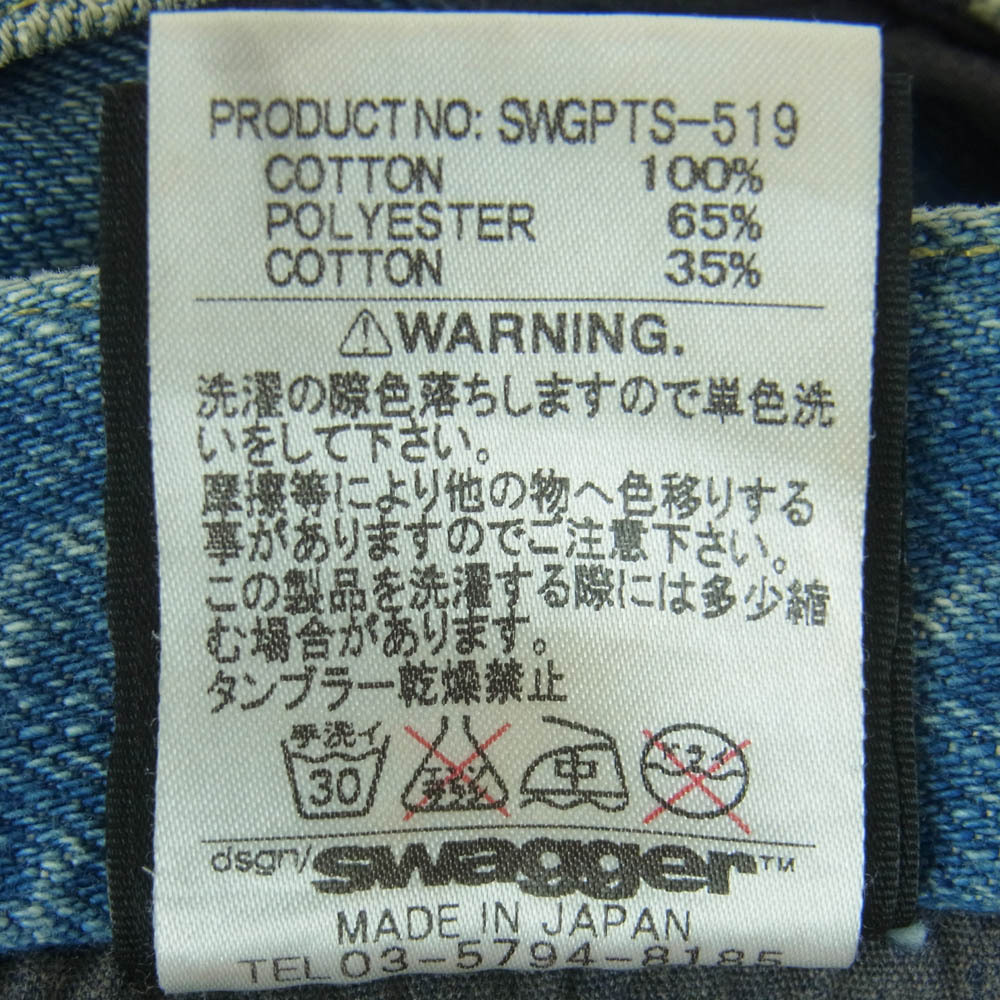 PRODUCT NO: SWGPTS-519
COTTON 100%
POLYESTER 65%
COTTON 35%
⚠WARNING.
洗濯の際色落ちしますので単色洗
いをして下さい。
摩擦等により他の物へ色移りする
事がありますのでご注意下さい。
この製品を洗濯する際には多少縮
む場合があります。
タンブラー乾燥禁止
手洗イ
30
中
dsgn/swagger™
MADE IN JAPAN
TEL 03-5794-8185